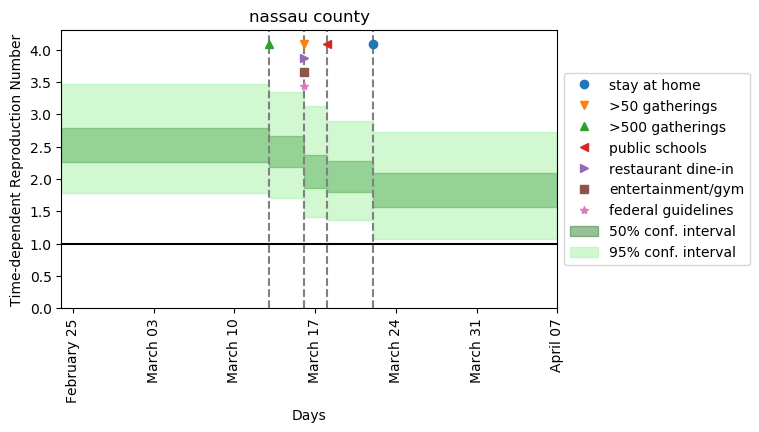 nassau county
Time-dependent Reproduction Number
4.0
3.5
3.0
2.5
2.0
1.5
1.0
0.5
0.0
February 25
March 03
March 10
March 17
March 24
March 31
April 07
Days
stay at home
>50 gatherings
>500 gatherings
public schools
restaurant dine-in
entertainment/gym
federal guidelines
50% conf. interval
95% conf. interval